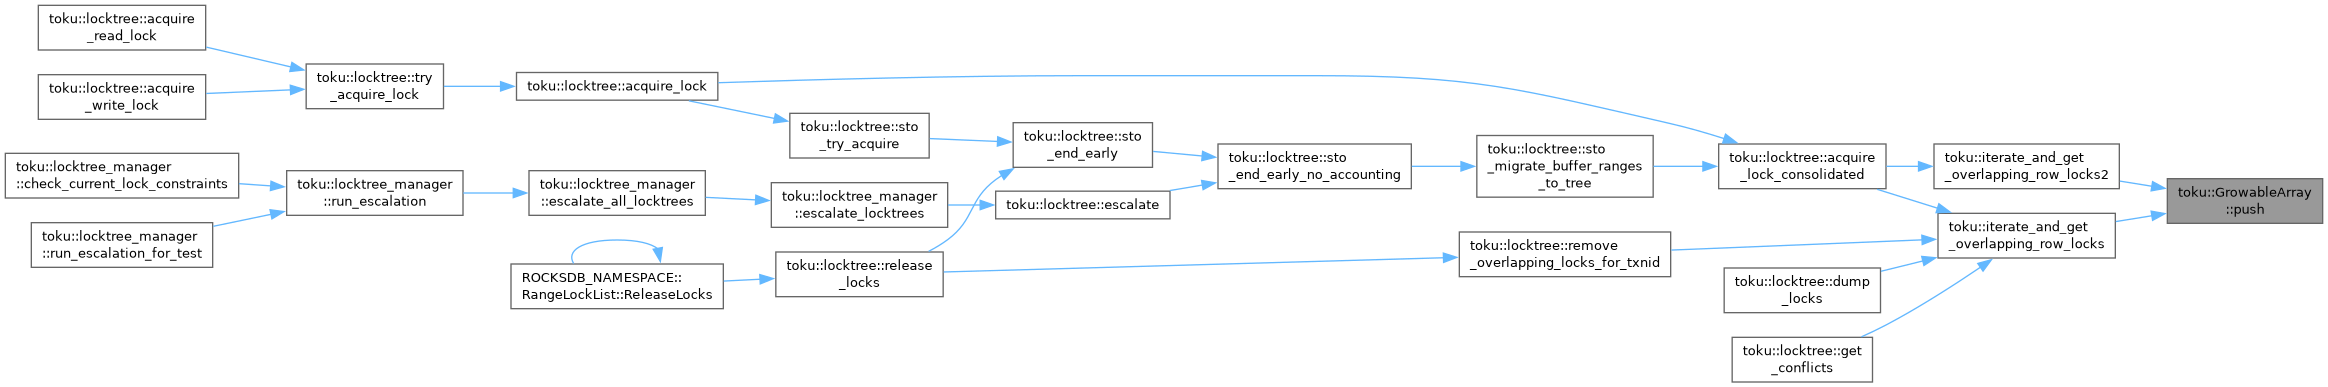 toku::locktree::acquire
_read_lock
toku::locktree::acquire
_write_lock
toku::locktree_manager
::check_current_lock_constraints
toku::locktree_manager
::run_escalation_for_test
toku::locktree::try
_acquire_lock
toku::locktree_manager
::run_escalation
toku::locktree::acquire_lock
toku::locktree_manager
::escalate_all_locktrees
ROCKSDB_NAMESPACE::
RangeLockList::ReleaseLocks
toku::locktree::sto
_try_acquire
toku::locktree_manager
::escalate_locktrees
toku::locktree::release
_locks
toku::locktree::sto
_end_early
toku::locktree::escalate
toku::locktree::sto
_end_early_no_accounting
toku::locktree::sto
_migrate_buffer_ranges
_to_tree
toku::locktree::remove
_overlapping_locks_for_txnid
toku::locktree::acquire
_lock_consolidated
toku::locktree::dump
_locks
toku::locktree::get
_conflicts
toku::iterate_and_get
_overlapping_row_locks2
toku::iterate_and_get
_overlapping_row_locks
toku::GrowableArray
::push